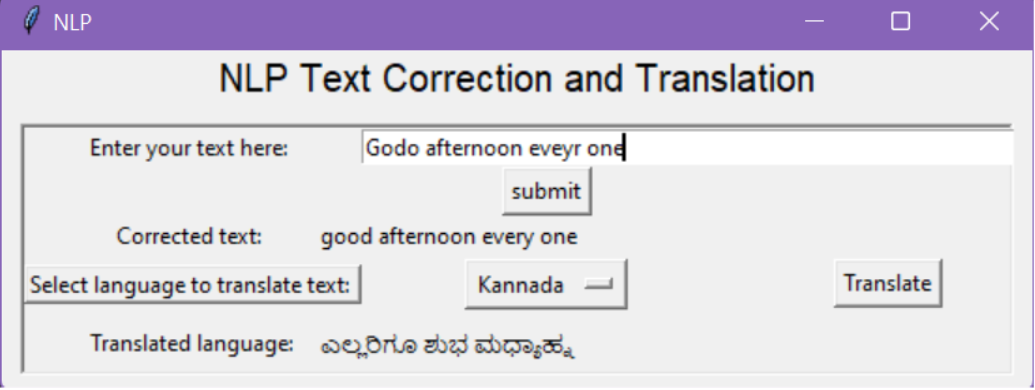 NLP
NLP Text Correction and Translation
Enter your text here: Godo afternoon eveyr one
submit
Corrected text: good afternoon every one
Select language to translate text: Kannada Translate
Translated language: ಎಲ್ಲರಿಗೂ ಶುಭ ಮಧ್ಯಾಹ್ನ